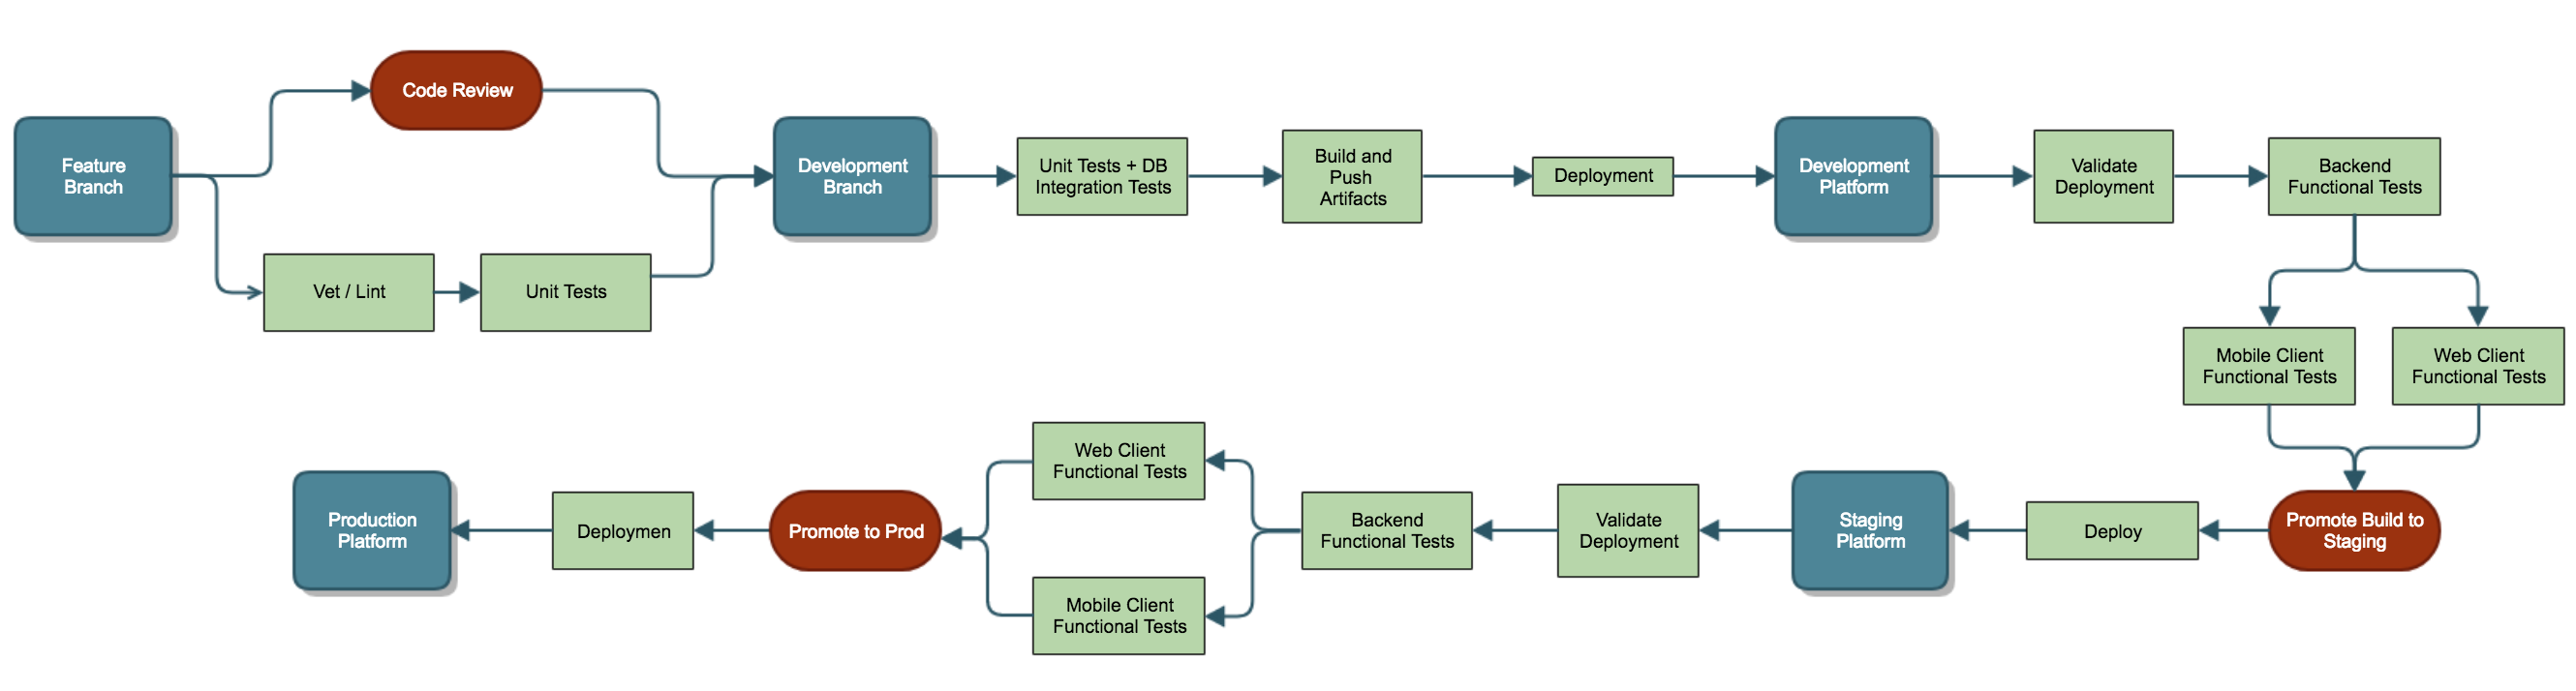 Code Review
Feature
Branch
Development
Branch
Unit Tests + DB
Integration Tests
Build and
Push
Artifacts
Deployment
Development
Platform
Validate
Deployment
Backend
Functional Tests
Vet / Lint
Unit Tests
Mobile Client
Functional Tests
Web Client
Functional Tests
Promote Build to
Staging
Deploy
Staging
Platform
Validate
Deployment
Backend
Functional Tests
Web Client
Functional Tests
Mobile Client
Functional Tests
Promote to Prod
Deploymen
Production
Platform